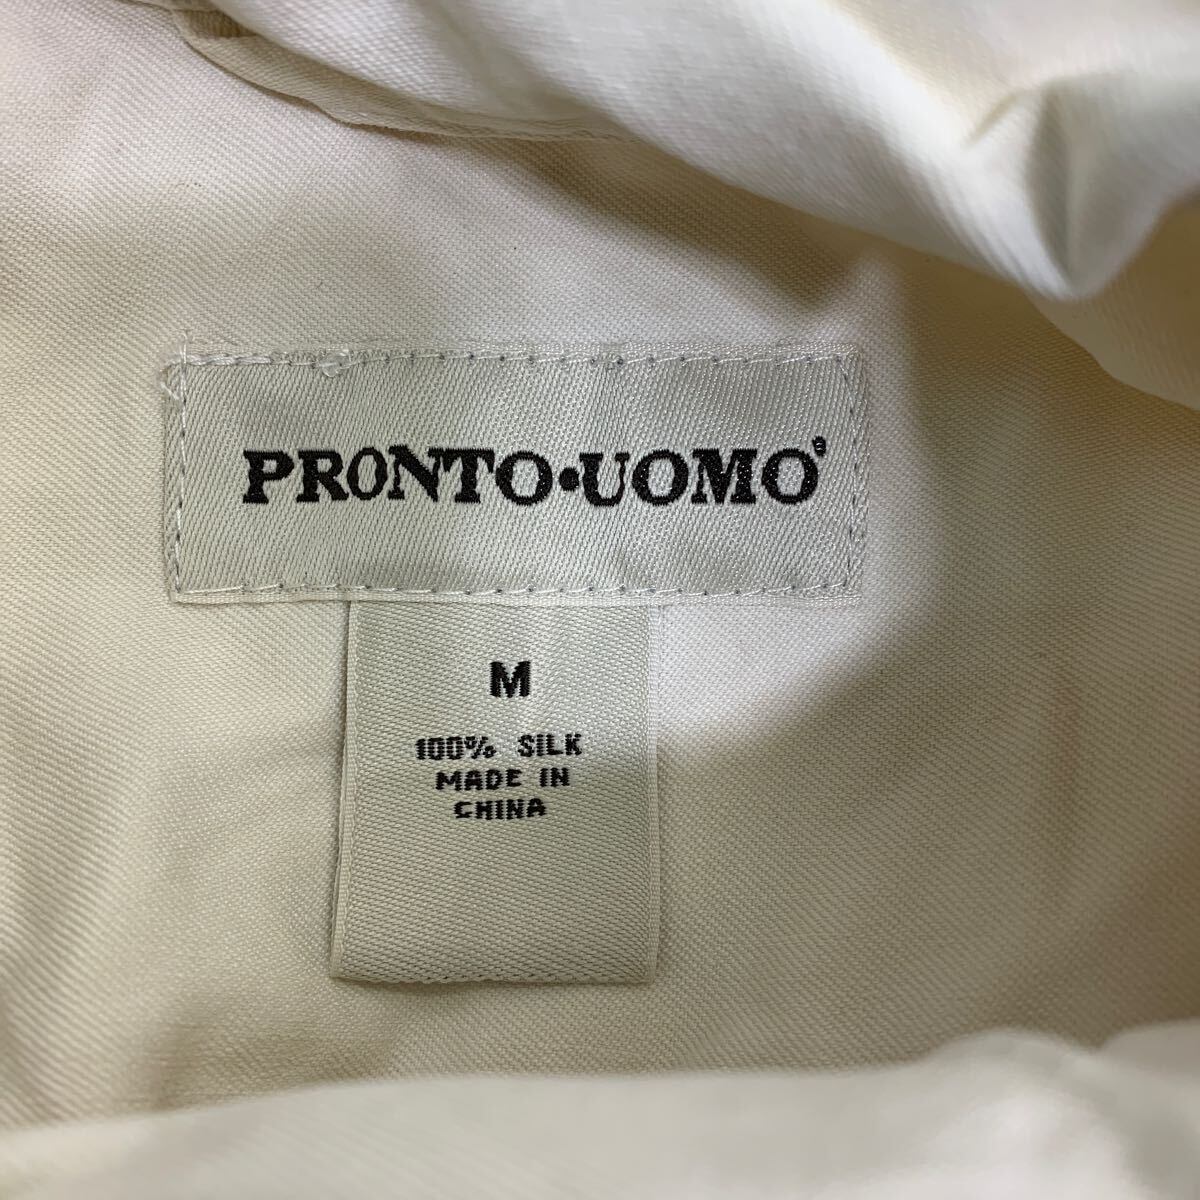 PRONTO•UOMO®
M
100% SILK
MADE IN
CHINA